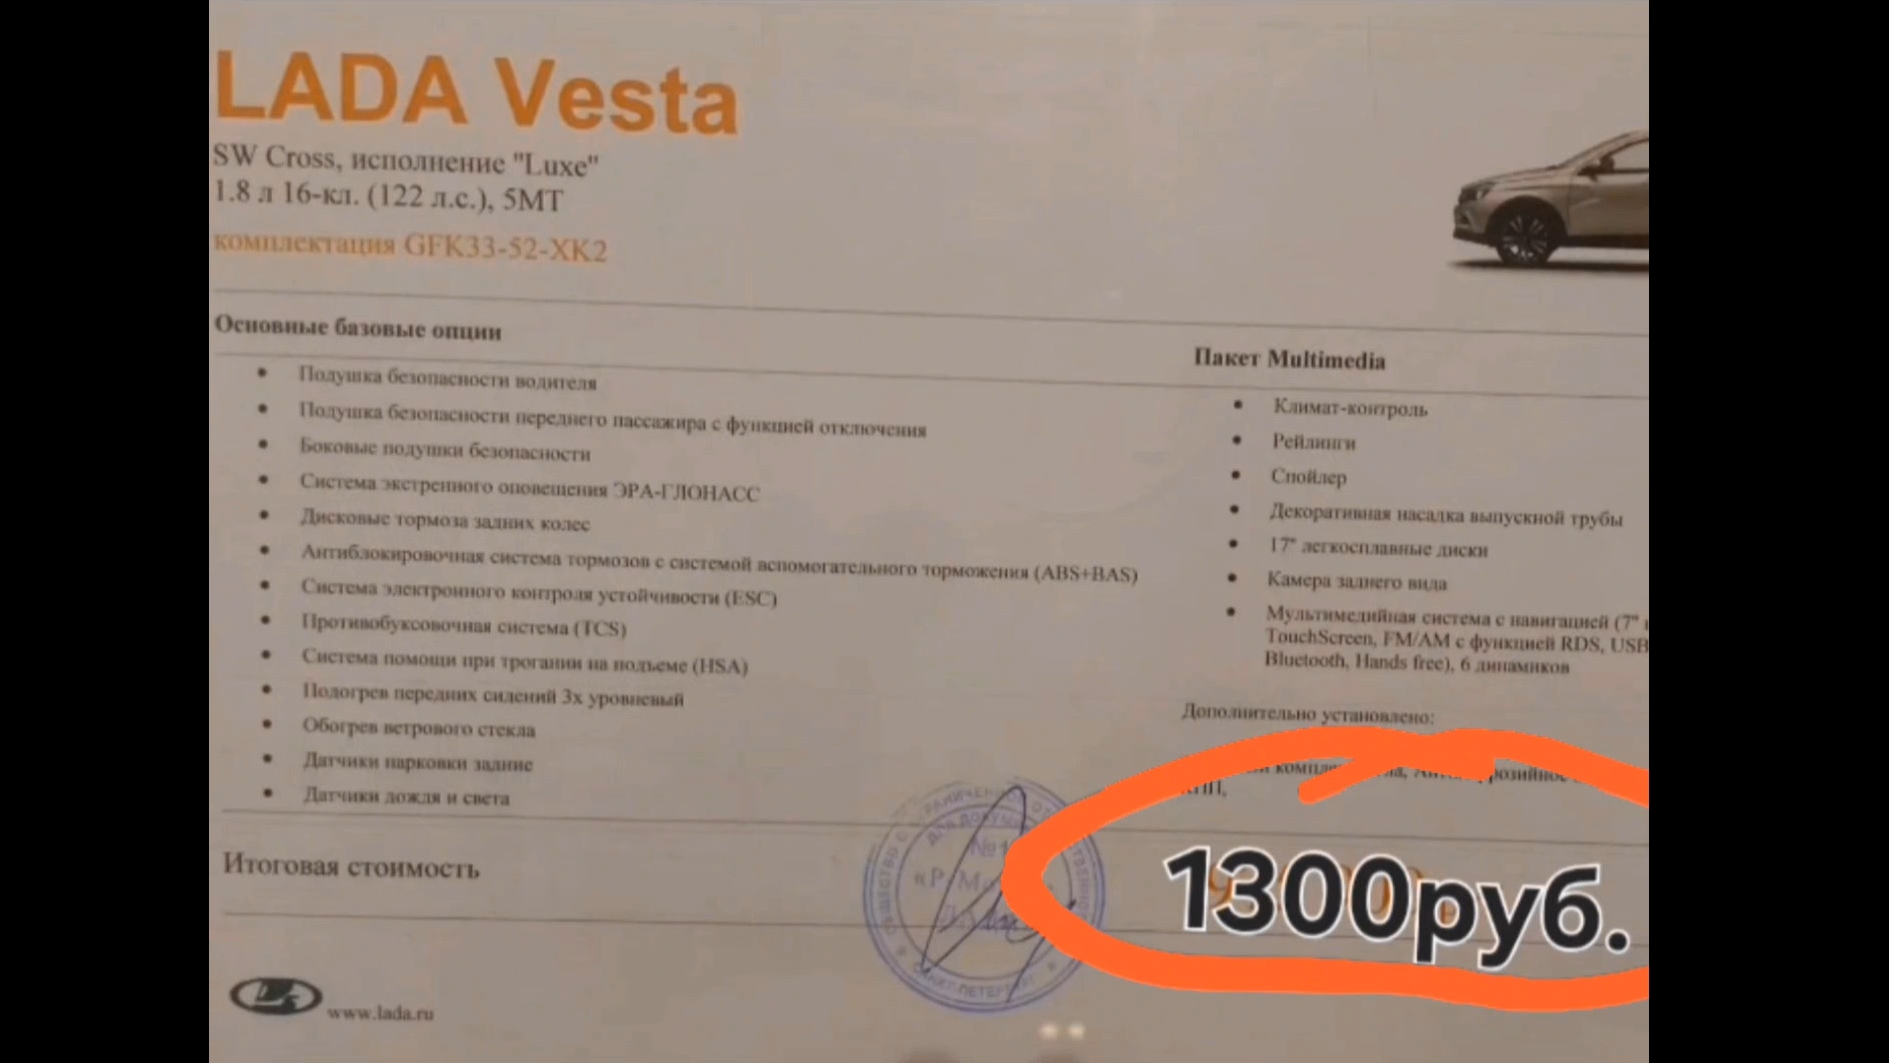 LADA Vesta
SW Cross, исполнение "Luxe"
1.8 л 16-кл. (122 л.с.), 5МТ
комплектация GFK33-52-XK2
Основные базовые опции
Подушка безопасности водителя
Подушка безопасности переднего пассажира с функцией отключения
Боковые подушки безопасности
Система экстренного оповещения ЭРА-ГЛОНАСС
Дисковые тормоза задних колес
Антиблокировочная система тормозов с системой вспомогательного торможения (ABS+BAS)
Система электронного контроля устойчивости (ESC)
Противобуксовочная система (TCS)
Система помощи при трогании на подъеме (HSA)
Подогрев передних сидений 3х уровневый
Обогрев ветрового стекла
Датчики парковки задние
Датчики дождя и света
Пакет Multimedia
Климат-контроль
Рейлинги
Спойлер
Декоративная насадка выпускной трубы
17" легкосплавные диски
Камера заднего вида
Мультимедийная система с навигацией (7"
TouchScreen, FM/AM с функцией RDS, USB
Bluetooth, Hands free), 6 динамиков
Дополнительно установлено:
Итоговая стоимость
1300руб.
САНКТ-ПЕТЕРБУРГ
www.lada.ru